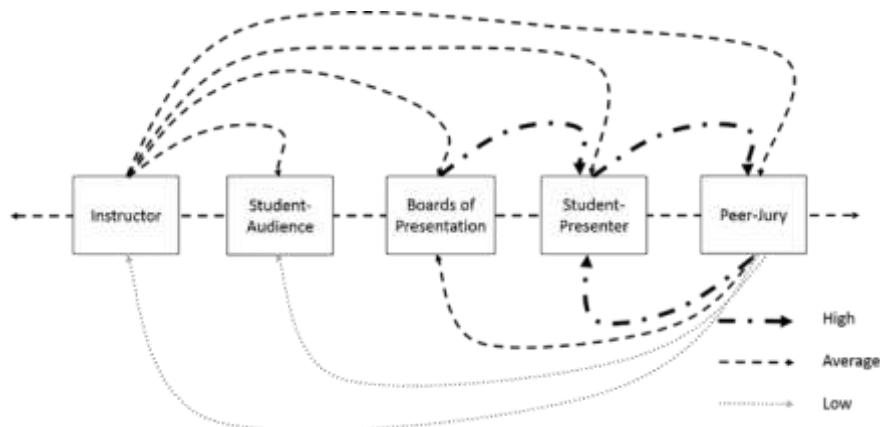 Instructor
Student-
Audience
Boards of
Presentation
Student-
Presenter
Peer-Jury
High
Average
Low